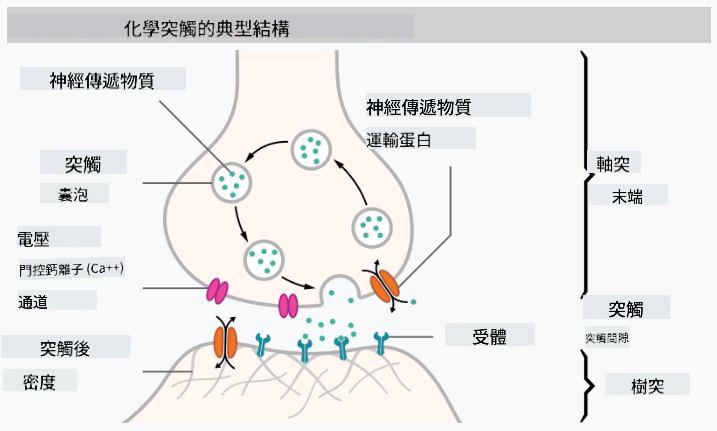 化學突觸的典型結構
神經傳遞物質
神經傳遞物質
運輸蛋白
突觸
囊泡
軸突
末端
電壓
門控鈣離子 (Ca++)
通道
突觸
突觸間隙
受體
突觸後
密度
樹突